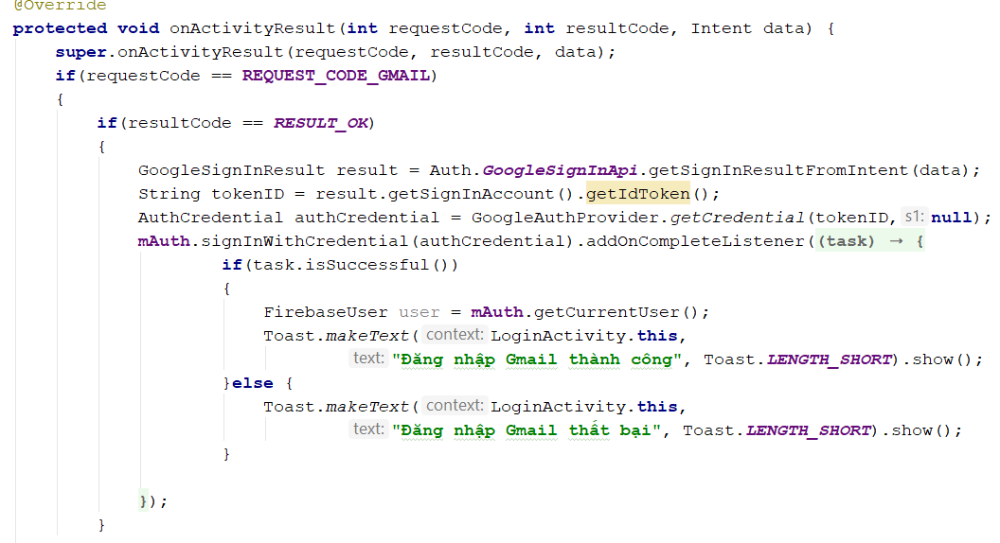 @Override
protected void onActivityResult(int requestCode, int resultCode, Intent data) {
super.onActivityResult(requestCode, resultCode, data);
if(requestCode == REQUEST_CODE_GMAIL)
{
if(resultCode == RESULT_OK)
{
GoogleSignInResult result = Auth.GoogleSignInApi.getSignInResultFromIntent(data);
String tokenID = result.getSignInAccount().getIdToken();
AuthCredential authCredential = GoogleAuthProvider.getCredential(tokenID, s1: null);
mAuth.signInWithCredential(authCredential).addOnCompleteListener((task) → {
if(task.isSuccessful())
{
FirebaseUser user = mAuth.getCurrentUser();
Toast.makeText( context: LoginActivity.this,
text: "Đăng nhập Gmail thành công", Toast.LENGTH_SHORT).show();
}else {
Toast.makeText( context: LoginActivity.this,
text: "Đăng nhập Gmail thất bại", Toast.LENGTH_SHORT).show();
}
});
}